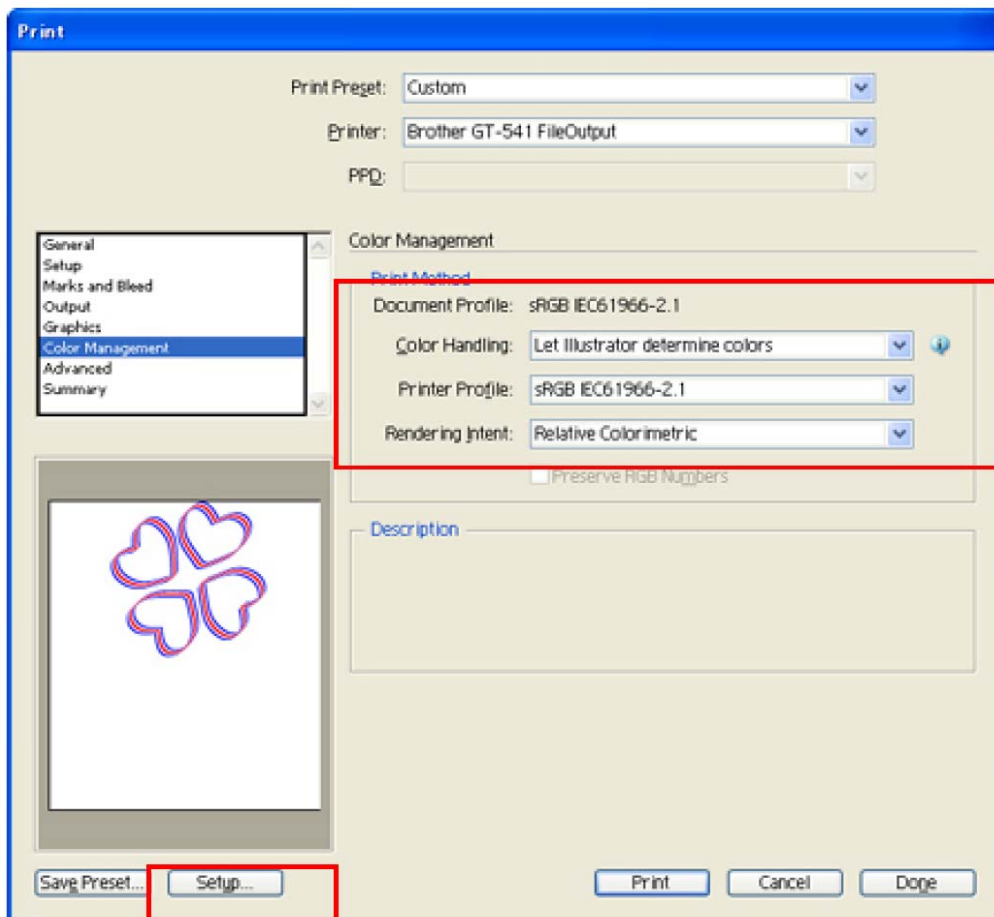 Print
Print Preset: Custom
Printer: Brother GT-541 FileOutput
PPD:
General
Setup
Marks and Bleed
Output
Graphics
Color Management
Advanced
Summary
Color Management
Print Method
Document Profile: sRGB IEC61966-2.1
Color Handling: Let Illustrator determine colors
Printer Profile: sRGB IEC61966-2.1
Rendering Intent: Relative Colorimetric
Preserve RGB Numbers
Description
Save Preset... Setup... Print Cancel Done